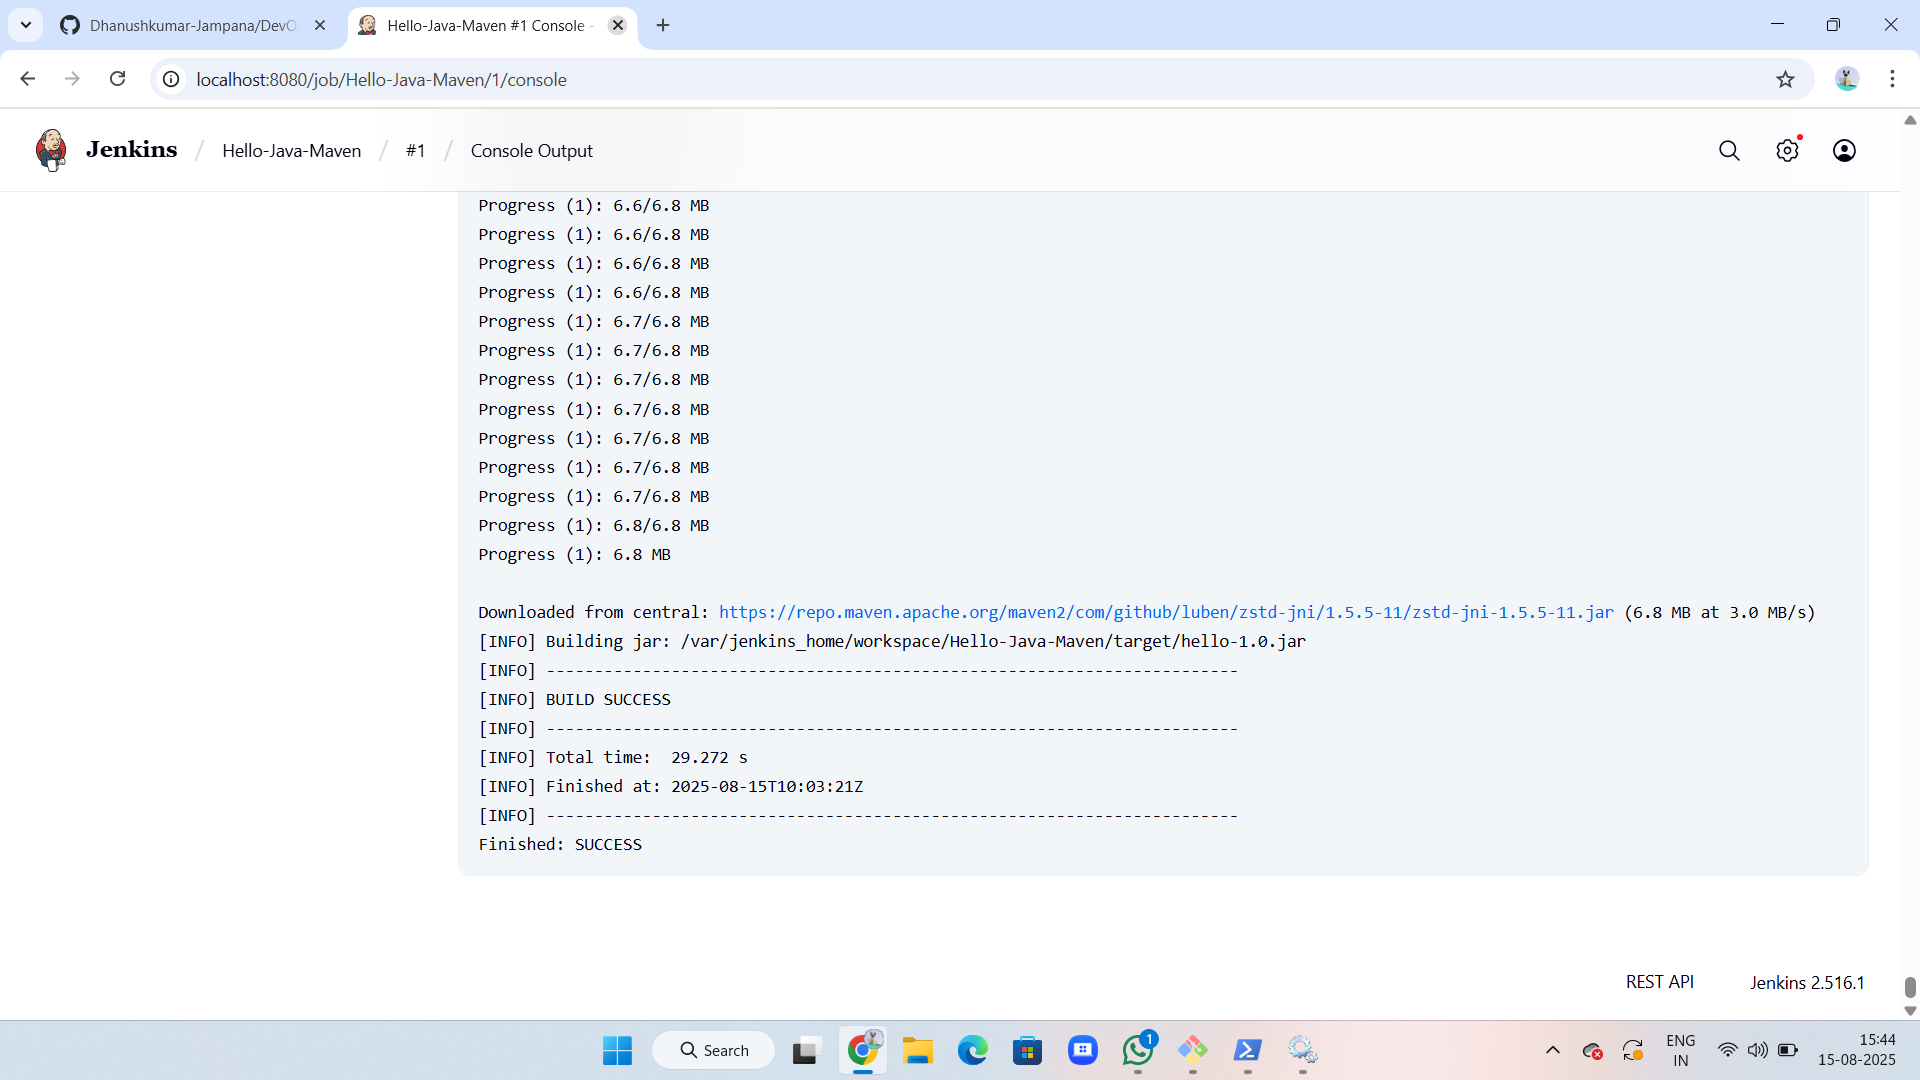 Dhanushkumar-Jampana/DevO
Hello-Java-Maven #1 Console -
localhost:8080/job/Hello-Java-Maven/1/console
Jenkins / Hello-Java-Maven / #1 / Console Output
Progress (1): 6.6/6.8 MB
Progress (1): 6.6/6.8 MB
Progress (1): 6.6/6.8 MB
Progress (1): 6.6/6.8 MB
Progress (1): 6.7/6.8 MB
Progress (1): 6.7/6.8 MB
Progress (1): 6.7/6.8 MB
Progress (1): 6.7/6.8 MB
Progress (1): 6.7/6.8 MB
Progress (1): 6.7/6.8 MB
Progress (1): 6.7/6.8 MB
Progress (1): 6.8/6.8 MB
Progress (1): 6.8 MB
Downloaded from central: https://repo.maven.apache.org/maven2/com/github/luben/zstd-jni/1.5.5-11/zstd-jni-1.5.5-11.jar (6.8 MB at 3.0 MB/s)
[INFO] Building jar: /var/jenkins_home/workspace/Hello-Java-Maven/target/hello-1.0.jar
[INFO] ------------------------------------------------------------------------
[INFO] BUILD SUCCESS
[INFO] ------------------------------------------------------------------------
[INFO] Total time:  29.272 s
[INFO] Finished at: 2025-08-15T10:03:21Z
[INFO] ------------------------------------------------------------------------
Finished: SUCCESS
REST API
Jenkins 2.516.1
Search
1
ENG
IN
15:44
15-08-2025